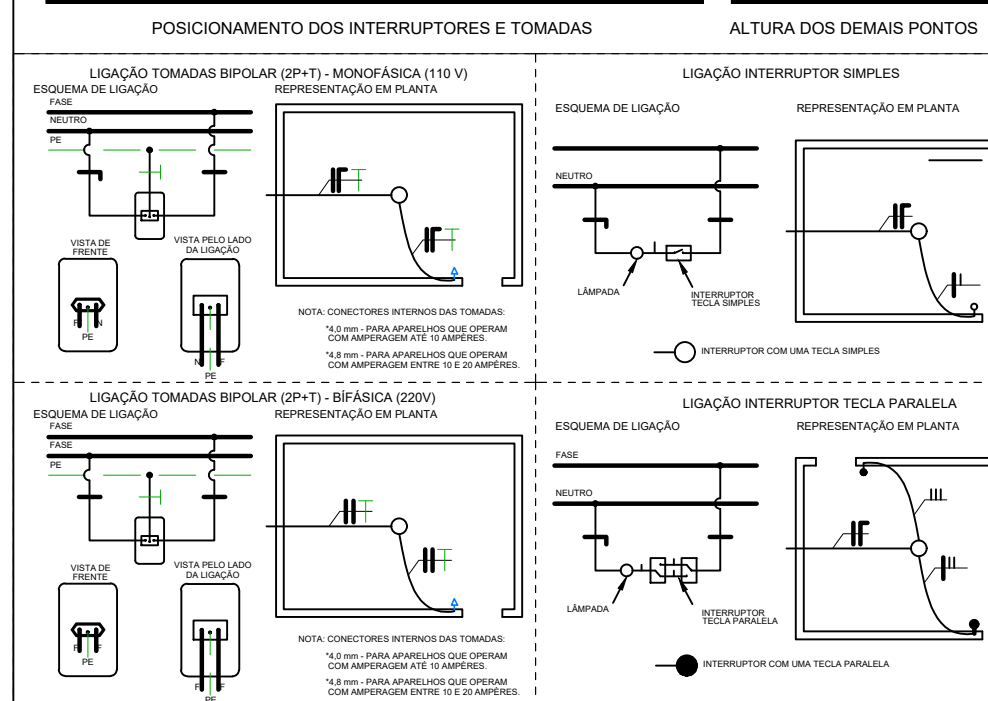 POSICIONAMENTO DOS INTERRUPTORES E TOMADAS
ALTURA DOS DEMAIS PONTOS
LIGAÇÃO TOMADAS BIPOLAR (2P+T) - MONOFÁSICA (110 V)
ESQUEMA DE LIGAÇÃO
REPRESENTAÇÃO EM PLANTA
FASE
NEUTRO
PE
VISTA DE
FRENTE
VISTA PELO LADO
DA LIGAÇÃO
F N
PE
N F
PE
NOTA: CONECTORES INTERNOS DAS TOMADAS:
*4,0 mm - PARA APARELHOS QUE OPERAM
COM AMPERAGEM ATÉ 10 AMPÈRES.
*4,8 mm - PARA APARELHOS QUE OPERAM
COM AMPERAGEM ENTRE 10 E 20 AMPÈRES.
LIGAÇÃO INTERRUPTOR SIMPLES
ESQUEMA DE LIGAÇÃO
REPRESENTAÇÃO EM PLANTA
NEUTRO
LÂMPADA
INTERRUPTOR
TECLA SIMPLES
INTERRUPTOR COM UMA TECLA SIMPLES
LIGAÇÃO TOMADAS BIPOLAR (2P+T) - BÍFÁSICA (220V)
ESQUEMA DE LIGAÇÃO
REPRESENTAÇÃO EM PLANTA
FASE
FASE
PE
VISTA DE
FRENTE
VISTA PELO LADO
DA LIGAÇÃO
F F
PE
F F
PE
NOTA: CONECTORES INTERNOS DAS TOMADAS:
*4,0 mm - PARA APARELHOS QUE OPERAM
COM AMPERAGEM ATÉ 10 AMPÈRES.
*4,8 mm - PARA APARELHOS QUE OPERAM
COM AMPERAGEM ENTRE 10 E 20 AMPÈRES.
LIGAÇÃO INTERRUPTOR TECLA PARALELA
ESQUEMA DE LIGAÇÃO
REPRESENTAÇÃO EM PLANTA
FASE
NEUTRO
LÂMPADA
INTERRUPTOR
TECLA PARALELA
INTERRUPTOR COM UMA TECLA PARALELA